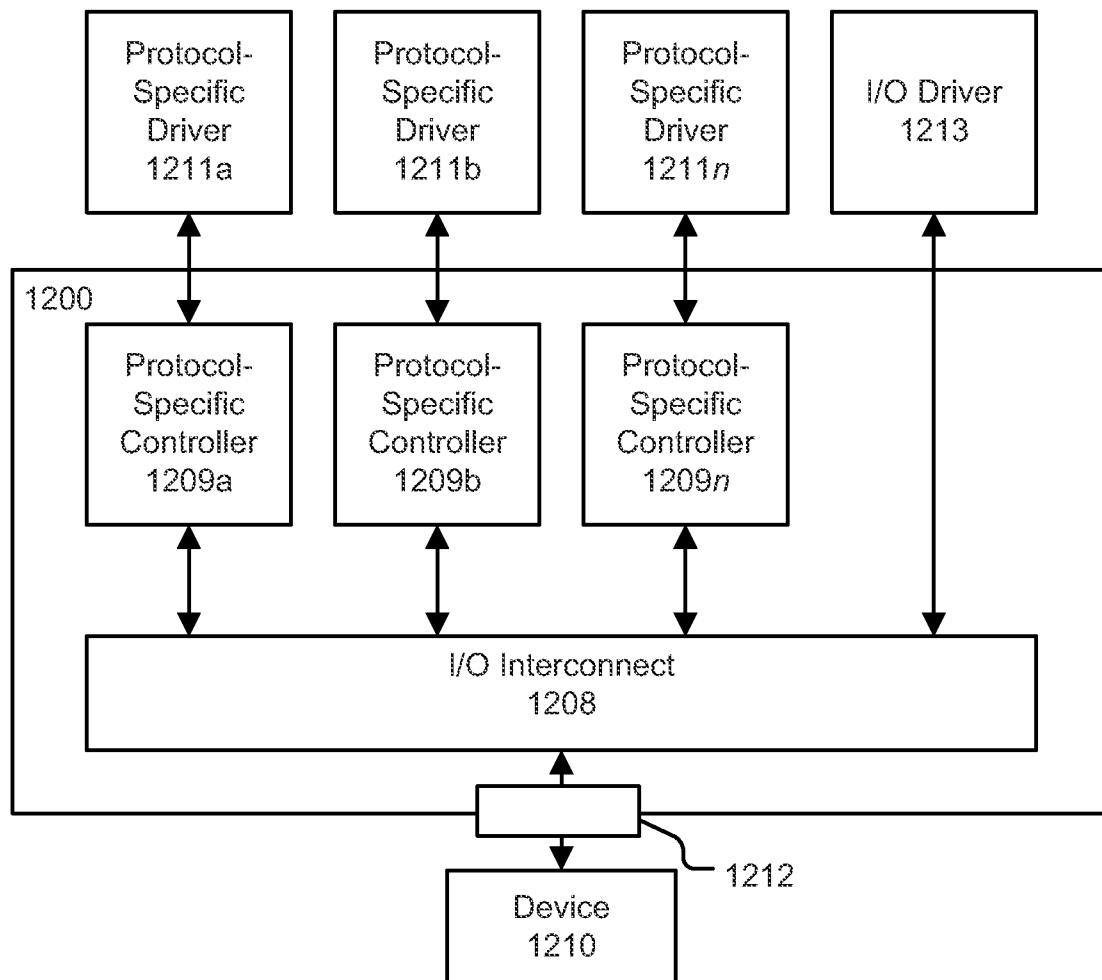 Protocol-
Specific
Driver
1211a
Protocol-
Specific
Driver
1211b
Protocol-
Specific
Driver
1211n
I/O Driver
1213
1200
Protocol-
Specific
Controller
1209a
Protocol-
Specific
Controller
1209b
Protocol-
Specific
Controller
1209n
I/O Interconnect
1208
1212
Device
1210